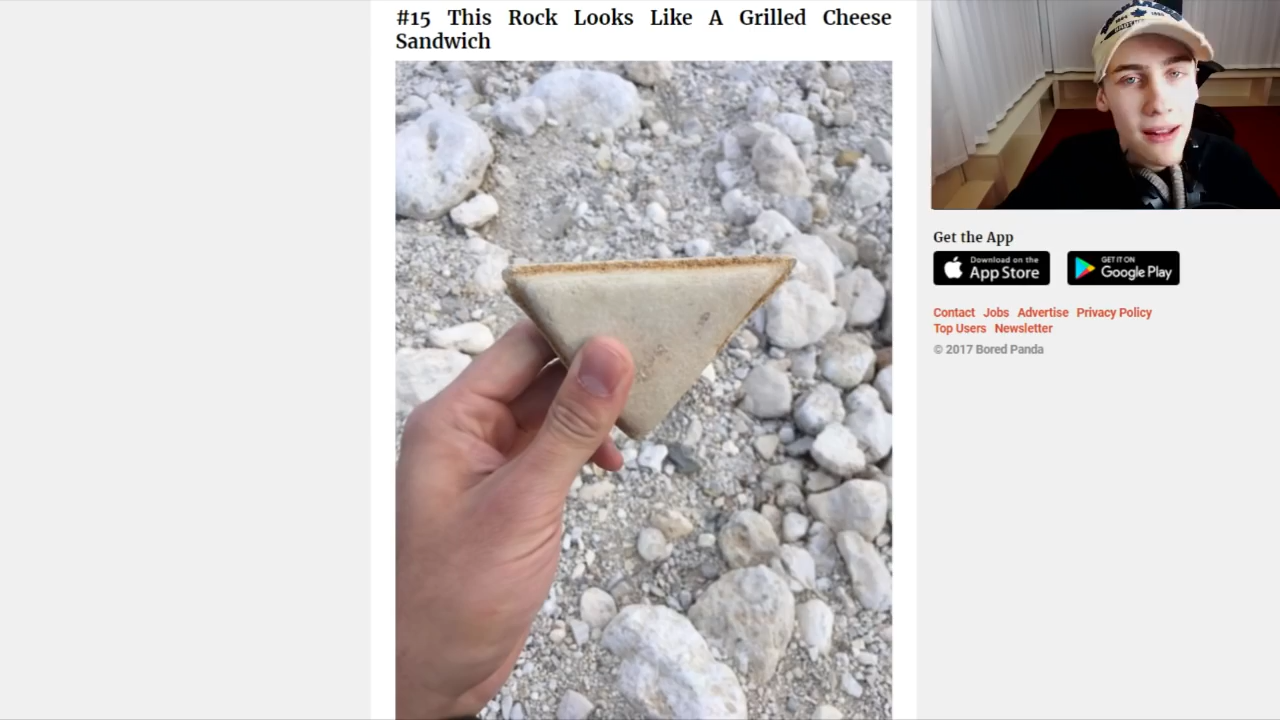 #15 This Rock Looks Like A Grilled Cheese
Sandwich
Get the App
Download on the
App Store
GET IT ON
Google Play
Contact Jobs Advertise Privacy Policy
Top Users Newsletter
© 2017 Bored Panda